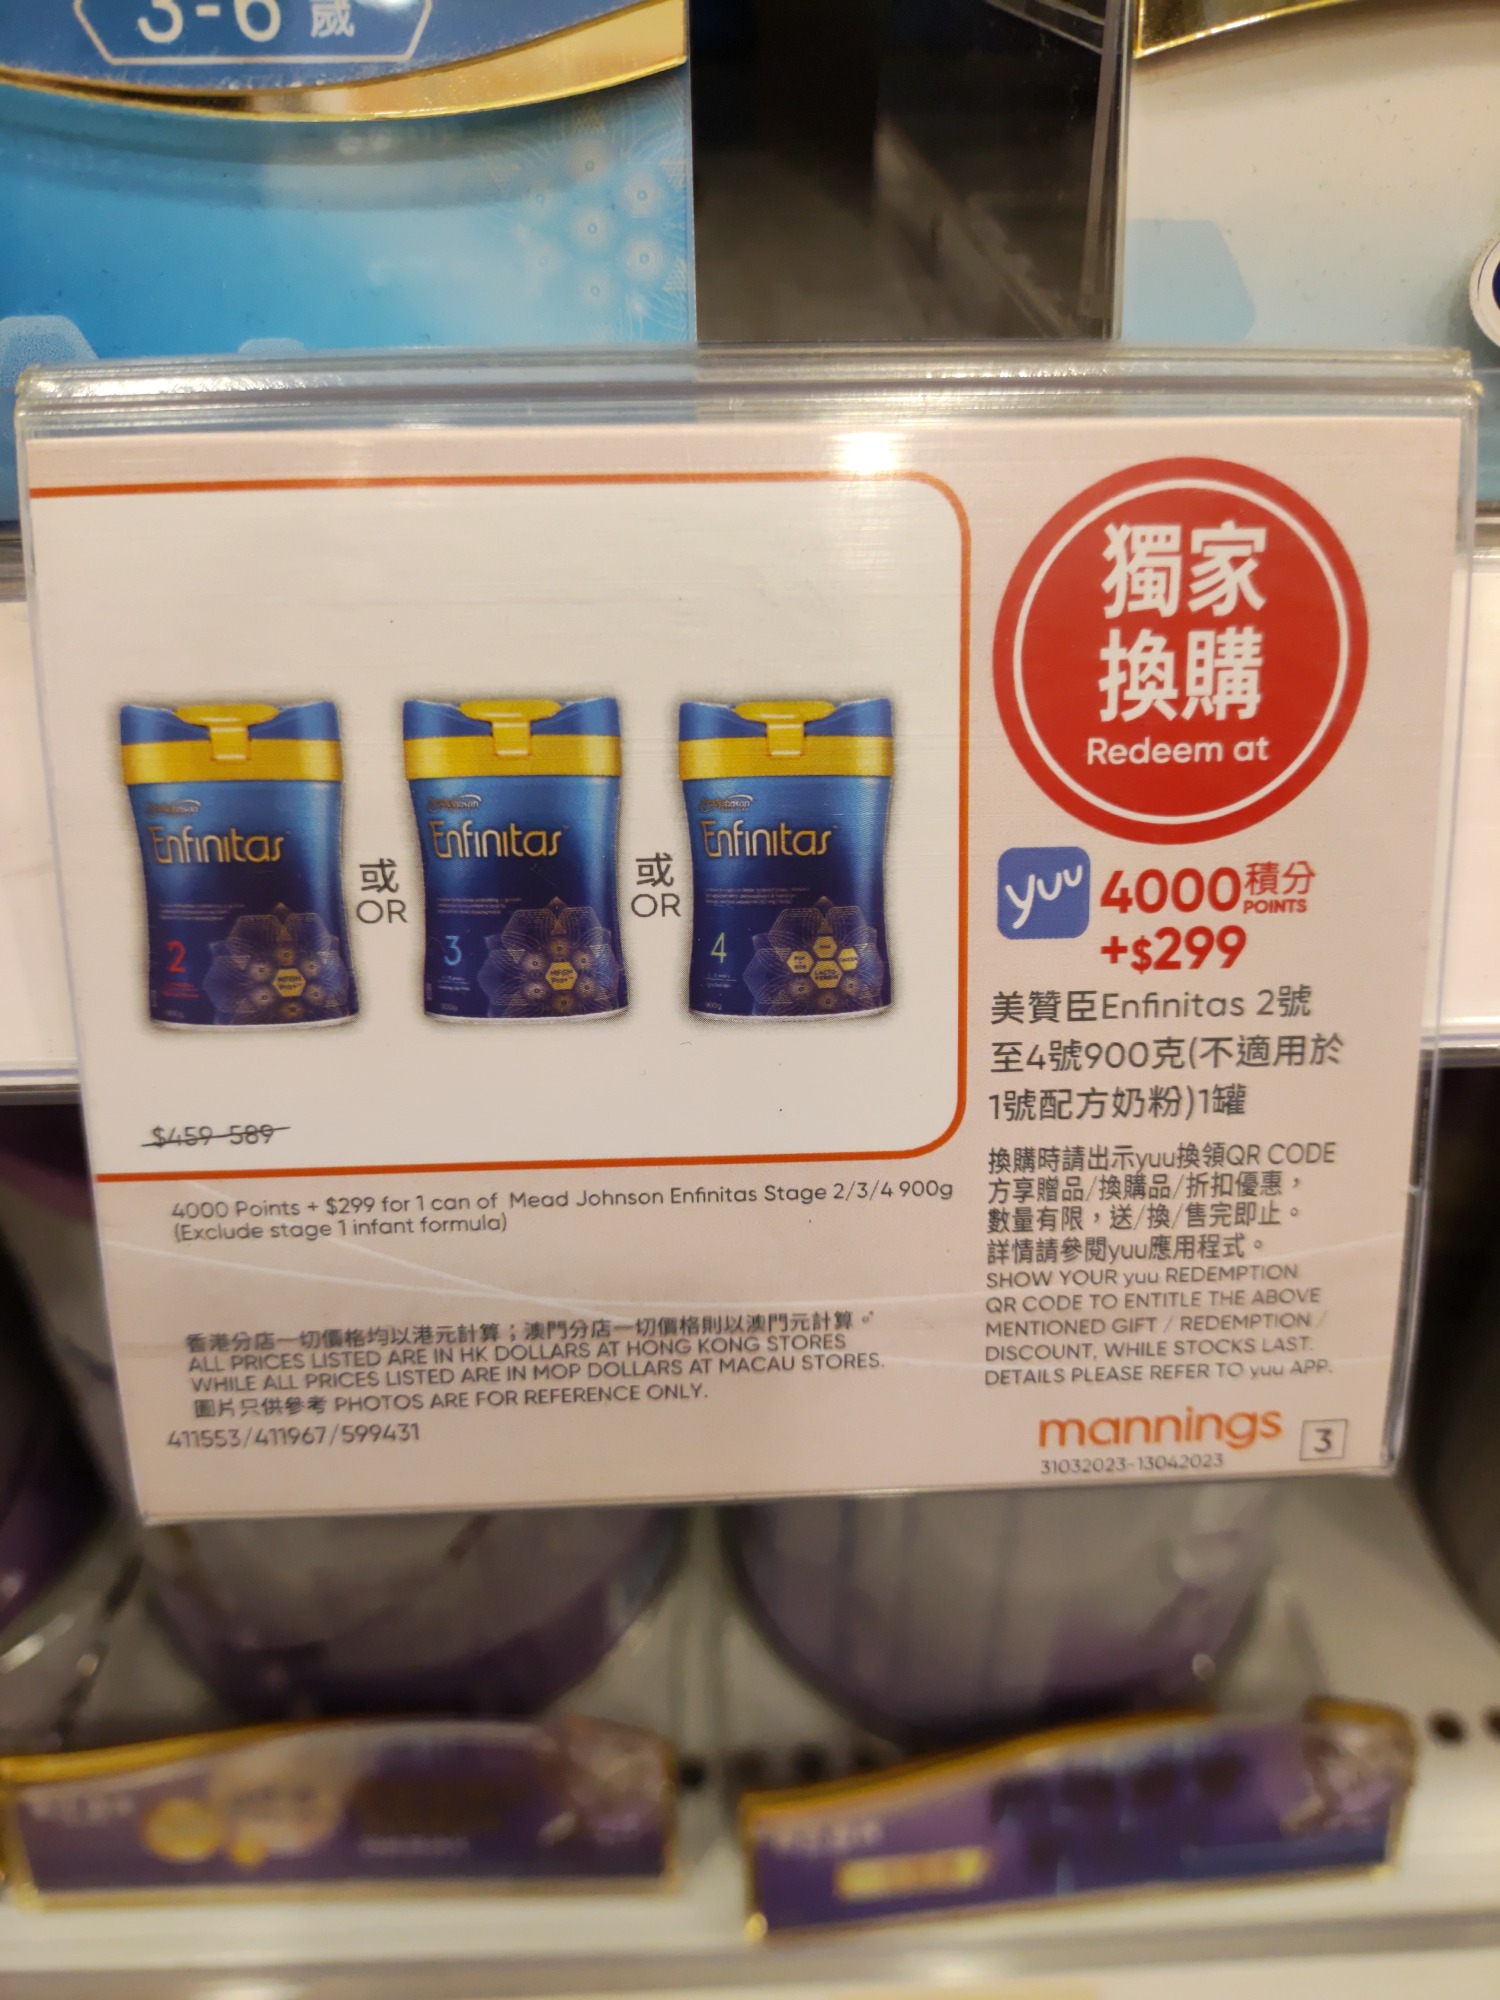 3-6 歲
獨家
換購
Redeem at
yuu
4000積分
POINTS
+$299
Enfinitas
2
或
OR
Enfinitas
3
或
OR
Enfinitas
4
美贊臣Enfinitas 2號
至4號900克(不適用於
1號配方奶粉)1罐
$459-589
4000 Points + $299 for 1 can of Mead Johnson Enfinitas Stage 2/3/4 900g
(Exclude stage 1 infant formula)
換購時請出示yuu換領QR CODE
方享贈品/換購品/折扣優惠，
數量有限，送/換/售完即止。
詳情請參閱yuu應用程式。
SHOW YOUR yuu REDEMPTION
QR CODE TO ENTITLE THE ABOVE
MENTIONED GIFT / REDEMPTION /
DISCOUNT, WHILE STOCKS LAST.
DETAILS PLEASE REFER TO yuu APP.
香港分店一切價格均以港元計算；澳門分店一切價格則以澳門元計算。
ALL PRICES LISTED ARE IN HK DOLLARS AT HONG KONG STORES
WHILE ALL PRICES LISTED ARE IN MOP DOLLARS AT MACAU STORES.
圖片只供參考 PHOTOS ARE FOR REFERENCE ONLY.
411553/411967/599431
mannings
3
31032023-13042023